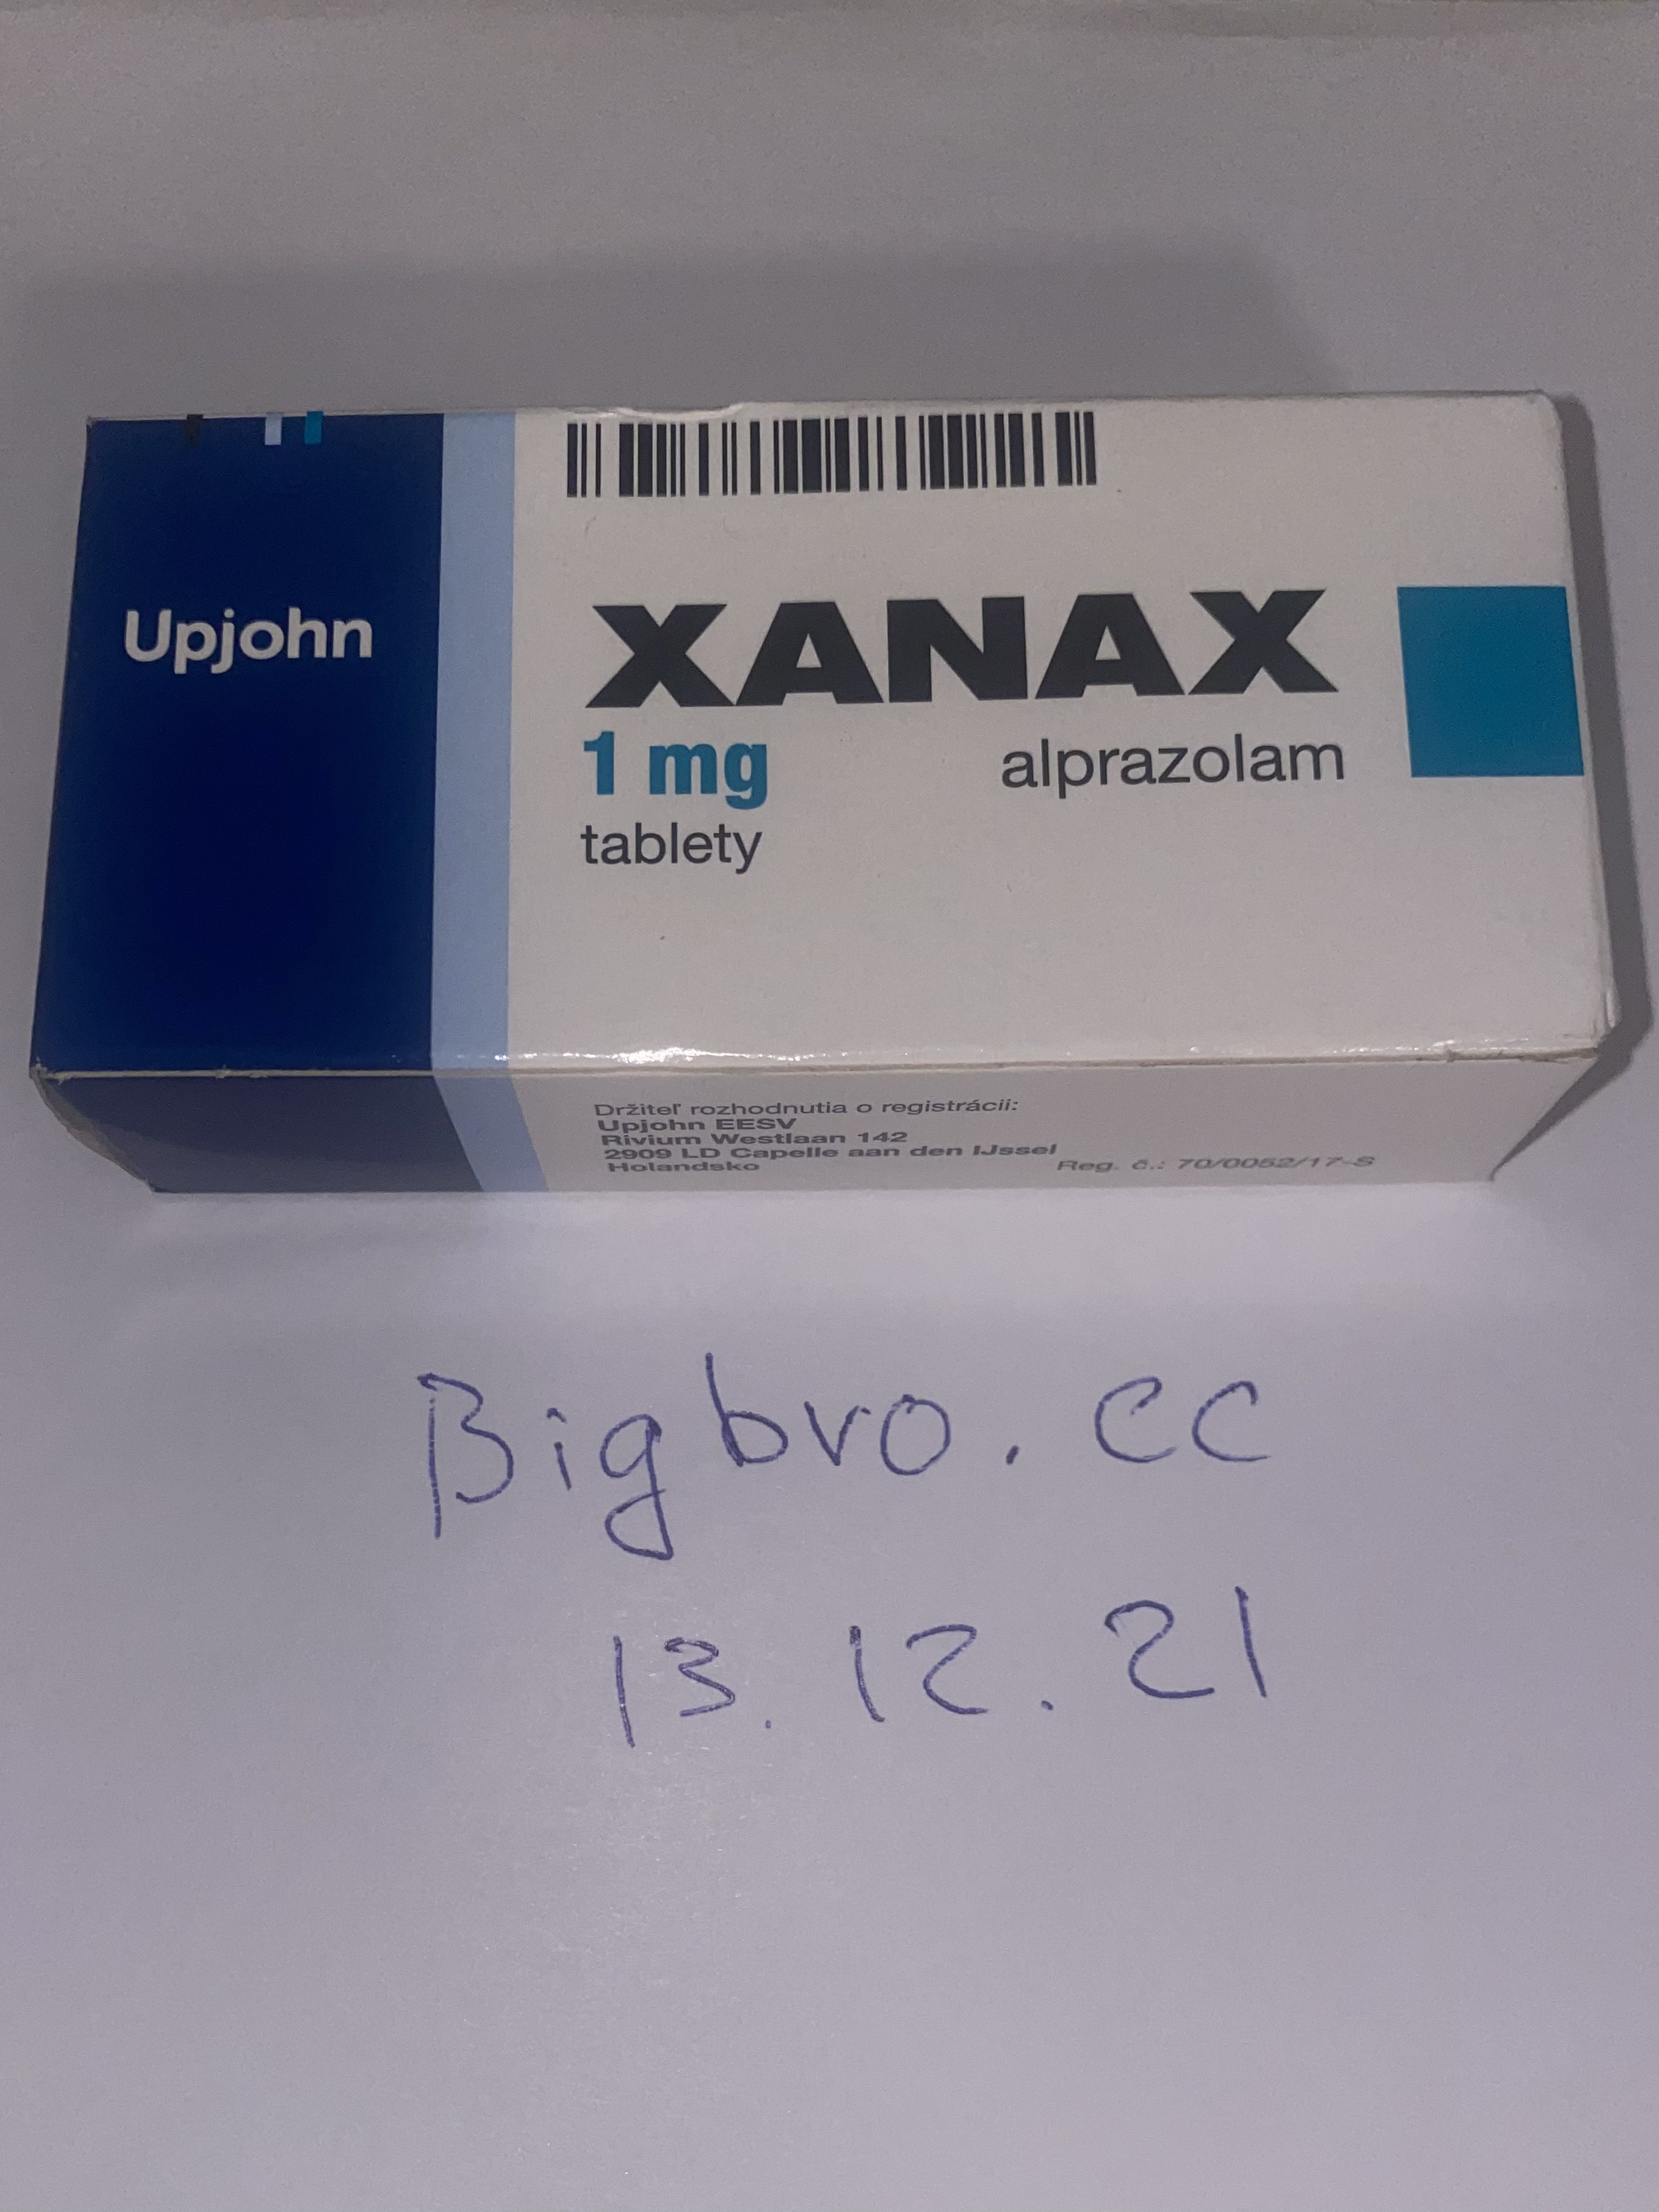 Upjohn
XANAX
1 mg
alprazolam
tablety
Držiteľ rozhodnutia o registrácii:
Upjohn EESV
Rivium Westlaan 142
2909 LD Capelle aan den IJssel
Holandsko
Reg. č.: 70/0052/17-S
Bigbro.cc
13.12.21